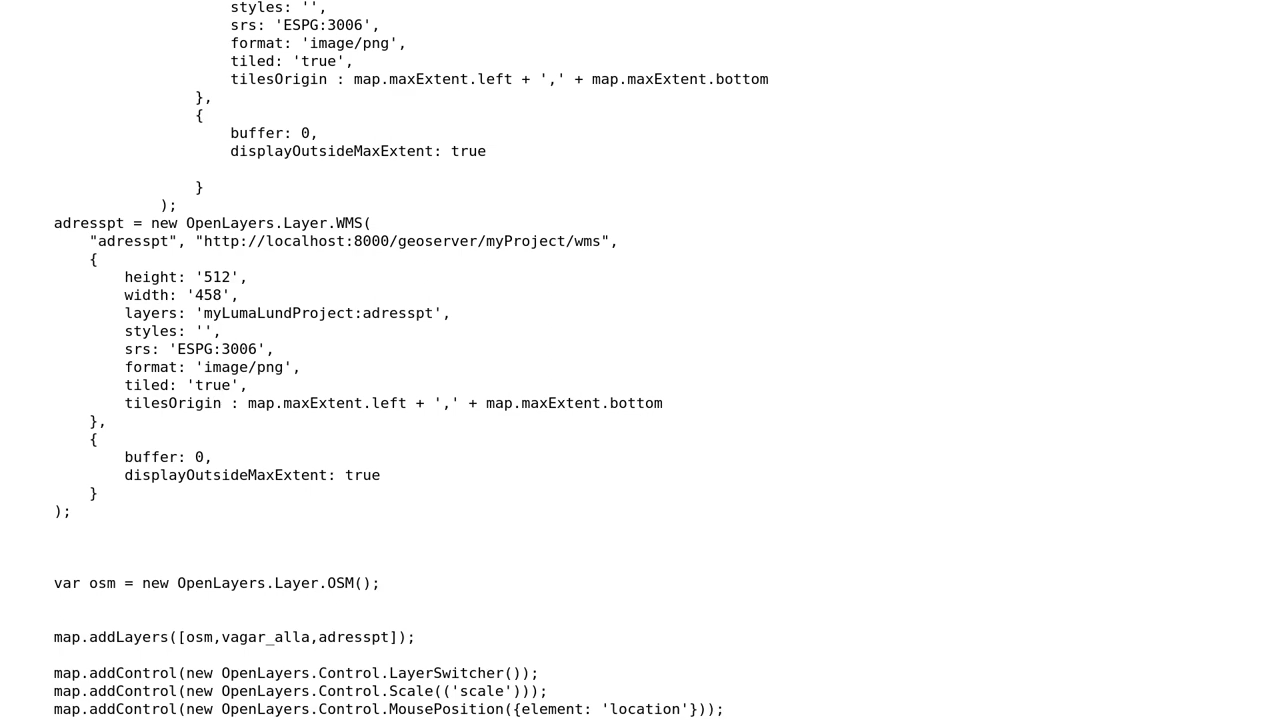 styles: '',
srs: 'ESPG:3006',
format: 'image/png',
tiled: 'true',
tilesOrigin : map.maxExtent.left + ',' + map.maxExtent.bottom
},
{
buffer: 0,
displayOutsideMaxExtent: true
}
);
adresspt = new OpenLayers.Layer.WMS(
"adresspt", "http://localhost:8000/geoserver/myProject/wms",
{
height: '512',
width: '458',
layers: 'myLumaLundProject:adresspt',
styles: '',
srs: 'ESPG:3006',
format: 'image/png',
tiled: 'true',
tilesOrigin : map.maxExtent.left + ',' + map.maxExtent.bottom
},
{
buffer: 0,
displayOutsideMaxExtent: true
}
);
var osm = new OpenLayers.Layer.OSM();
map.addLayers([osm,vagar_alla,adresspt]);
map.addControl(new OpenLayers.Control.LayerSwitcher());
map.addControl(new OpenLayers.Control.Scale(('scale')));
map.addControl(new OpenLayers.Control.MousePosition({element: 'location'}));